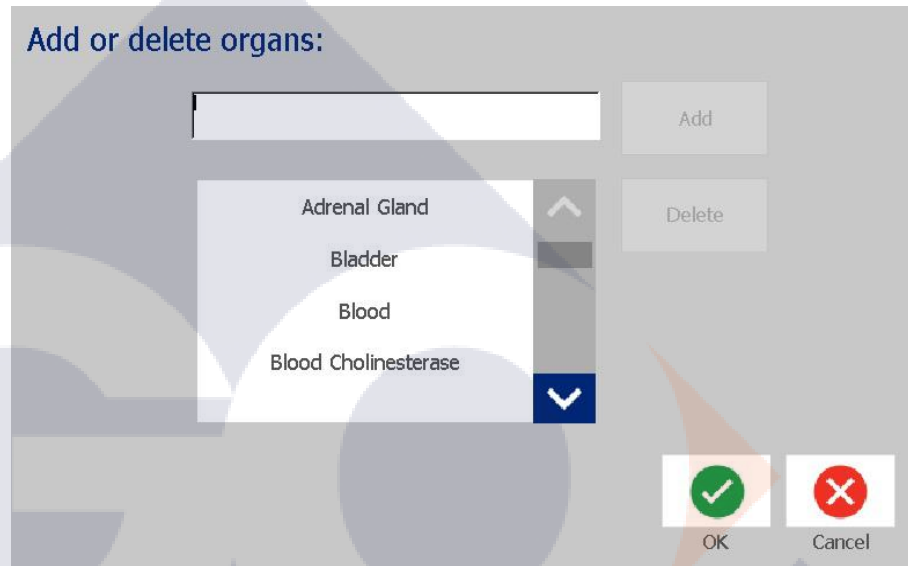 Add or delete organs:
Add
Adrenal Gland
Delete
Bladder
Blood
Blood Cholinesterase
OK
Cancel